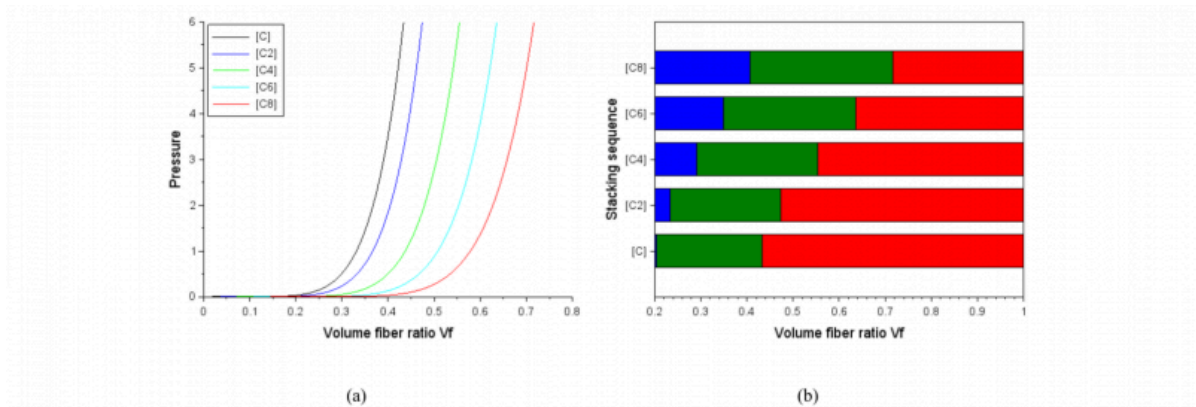 6
5
4
3
2
1
0
Pressure
[C]
[C2]
[C4]
[C6]
[C8]
0 0.1 0.2 0.3 0.4 0.5 0.6 0.7 0.8
Volume fiber ratio Vf
(a)
Stacking sequence
[C8]
[C6]
[C4]
[C2]
[C]
0.2 0.3 0.4 0.5 0.6 0.7 0.8 0.9 1
Volume fiber ratio Vf
(b)